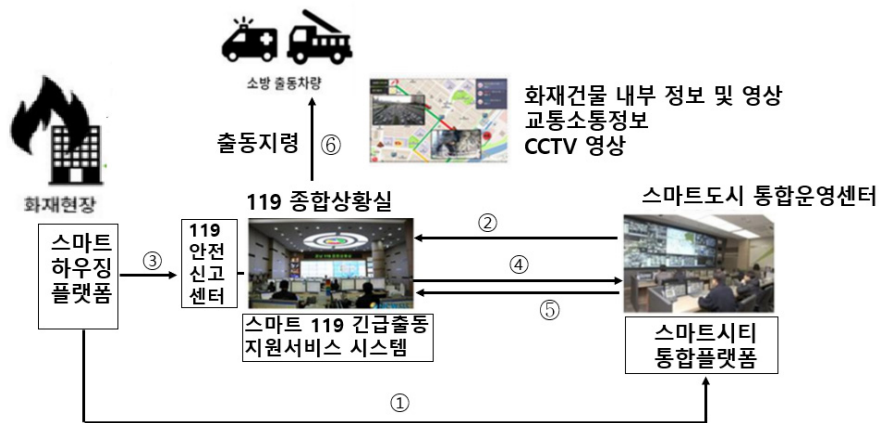 소방 출동차량
화재건물 내부 정보 및 영상
교통소통정보
CCTV 영상
출동지령
⑥
화재현장
119 종합상황실
스마트도시 통합운영센터
스마트
하우징
플랫폼
③
119
안전
신고
센터
②
④
⑤
스마트 119 긴급출동
지원서비스 시스템
스마트시티
통합플랫폼
①